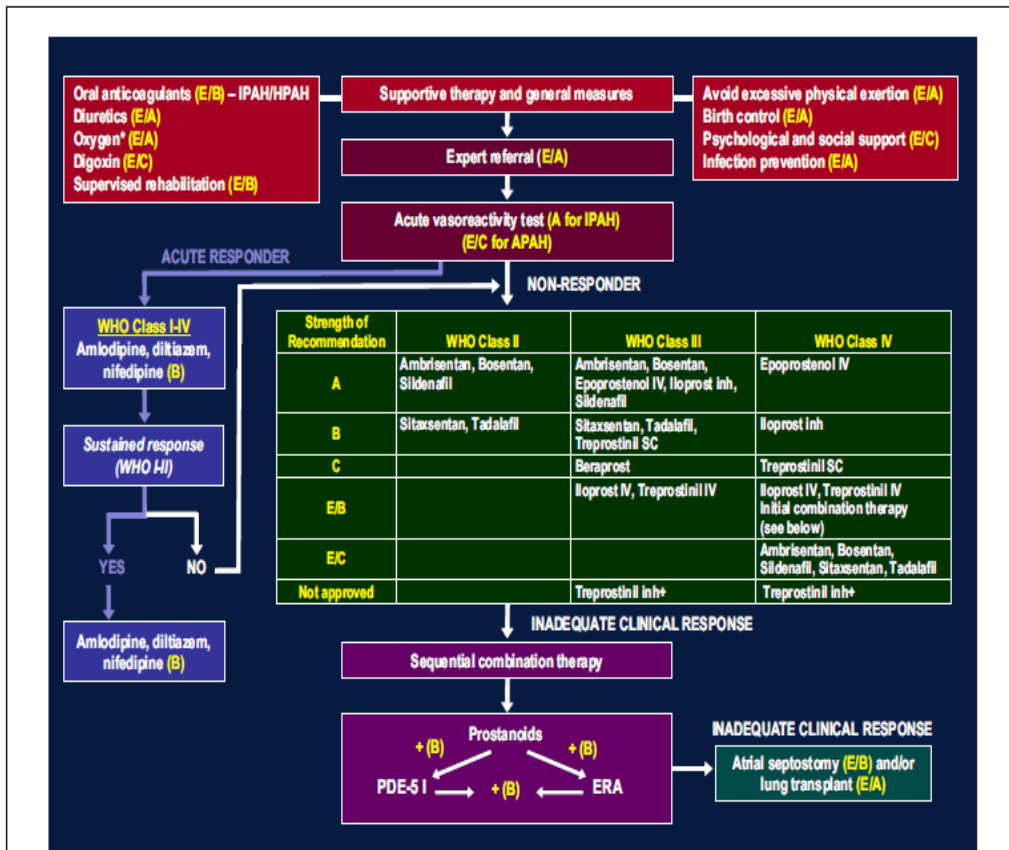 Oral anticoagulants (E/B) – IPAH/HPAH
Diuretics (E/A)
Oxygen* (E/A)
Digoxin (E/C)
Supervised rehabilitation (E/B)
Supportive therapy and general measures
Avoid excessive physical exertion (E/A)
Birth control (E/A)
Psychological and social support (E/C)
Infection prevention (E/A)
Expert referral (E/A)
Acute vasoreactivity test (A for IPAH)
(E/C for APAH)
ACUTE RESPONDER
NON-RESPONDER
WHO Class I-IV
Amlodipine, diltiazem,
nifedipine (B)
Sustained response
(WHO I-II)
YES
NO
Amlodipine, diltiazem,
nifedipine (B)
Strength of
Recommendation
WHO Class II
WHO Class III
WHO Class IV
A
Ambrisentan, Bosentan,
Sildenafil
Ambrisentan, Bosentan,
Epoprostenol IV, Iloprost inh,
Sildenafil
Epoprostenol IV
B
Sitaxsentan, Tadalafil
Sitaxsentan, Tadalafil,
Treprostinil SC
Iloprost inh
C
Beraprost
Treprostinil SC
E/B
Iloprost IV, Treprostinil IV
Iloprost IV, Treprostinil IV
Initial combination therapy
(see below)
E/C
Ambrisentan, Bosentan,
Sildenafil, Sitaxsentan, Tadalafil
Not approved
Treprostinil inh+
Treprostinil inh+
INADEQUATE CLINICAL RESPONSE
Sequential combination therapy
Prostanoids
+ (B)
+ (B)
PDE-5 I
+ (B)
ERA
INADEQUATE CLINICAL RESPONSE
Atrial septostomy (E/B) and/or
lung transplant (E/A)